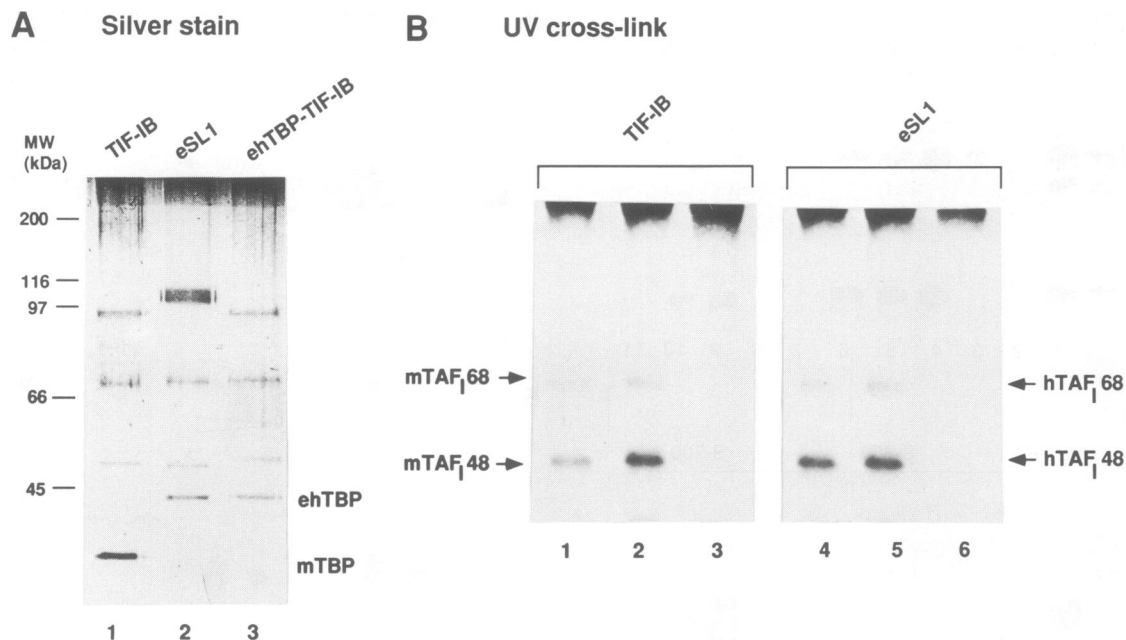 A Silver stain
MW
(kDa)
TIF-IB
eSL1
ehTBP-TIF-IB
200
116
97
66
45
ehTBP
mTBP
1 2 3
B UV cross-link
TIF-IB
eSL1
mTAFI68
mTAFI48
hTAFI68
hTAFI48
1 2 3 4 5 6